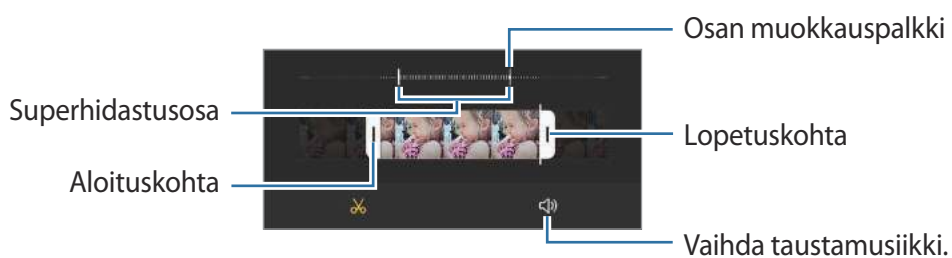 Osan muokkauspalkki
Superhidastusosa
Lopetuskohta
Aloituskohta
Vaihda taustamusiikki.